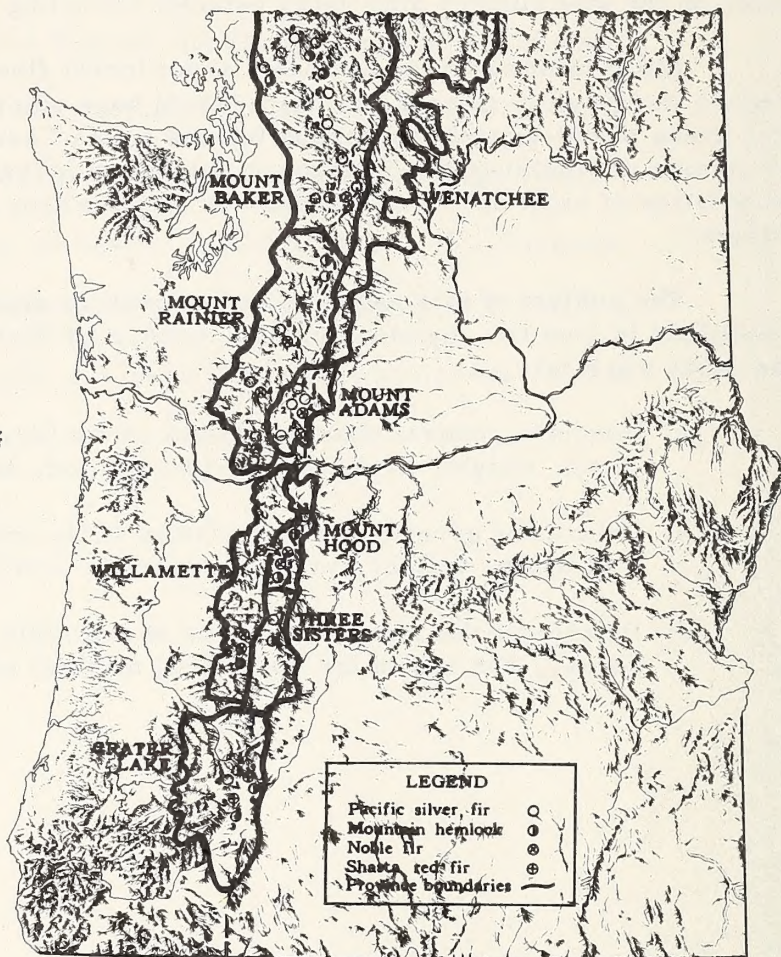 MOUNT
BAKER
WENATCHEE
MOUNT
RAINIER
MOUNT
ADAMS
MOUNT
HOOD
WILLAMETTE
THREE
SISTERS
CRATER
LAKE
LEGEND
Pacific silver fir
Mountain hemlock
Noble fir
Shasta red fir
Province boundaries